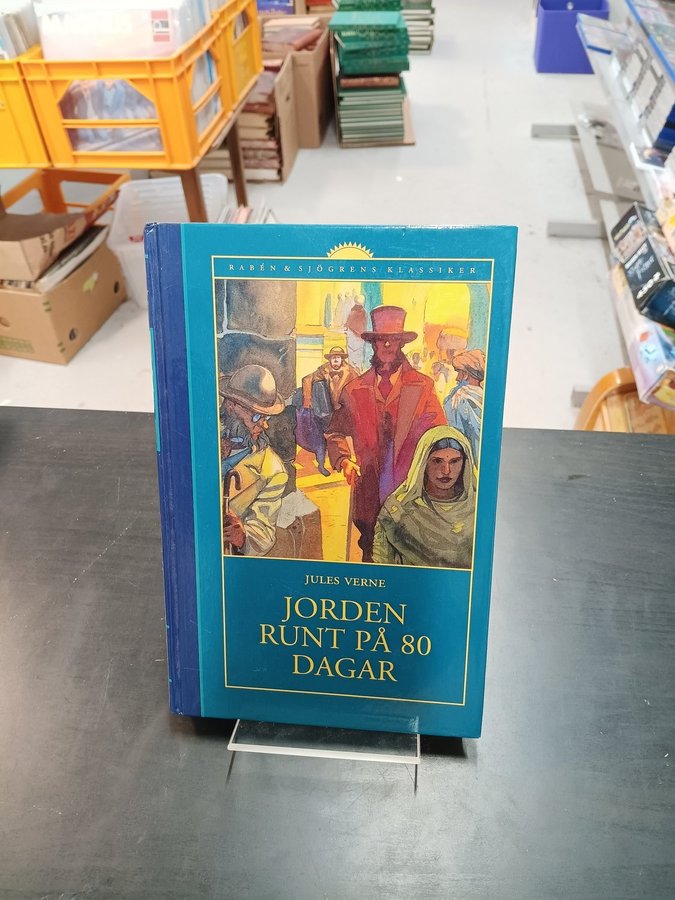 RABÉN & SJÖGRENS KLASSIKER
JULES VERNE
JORDEN
RUNT PÅ 80
DAGAR